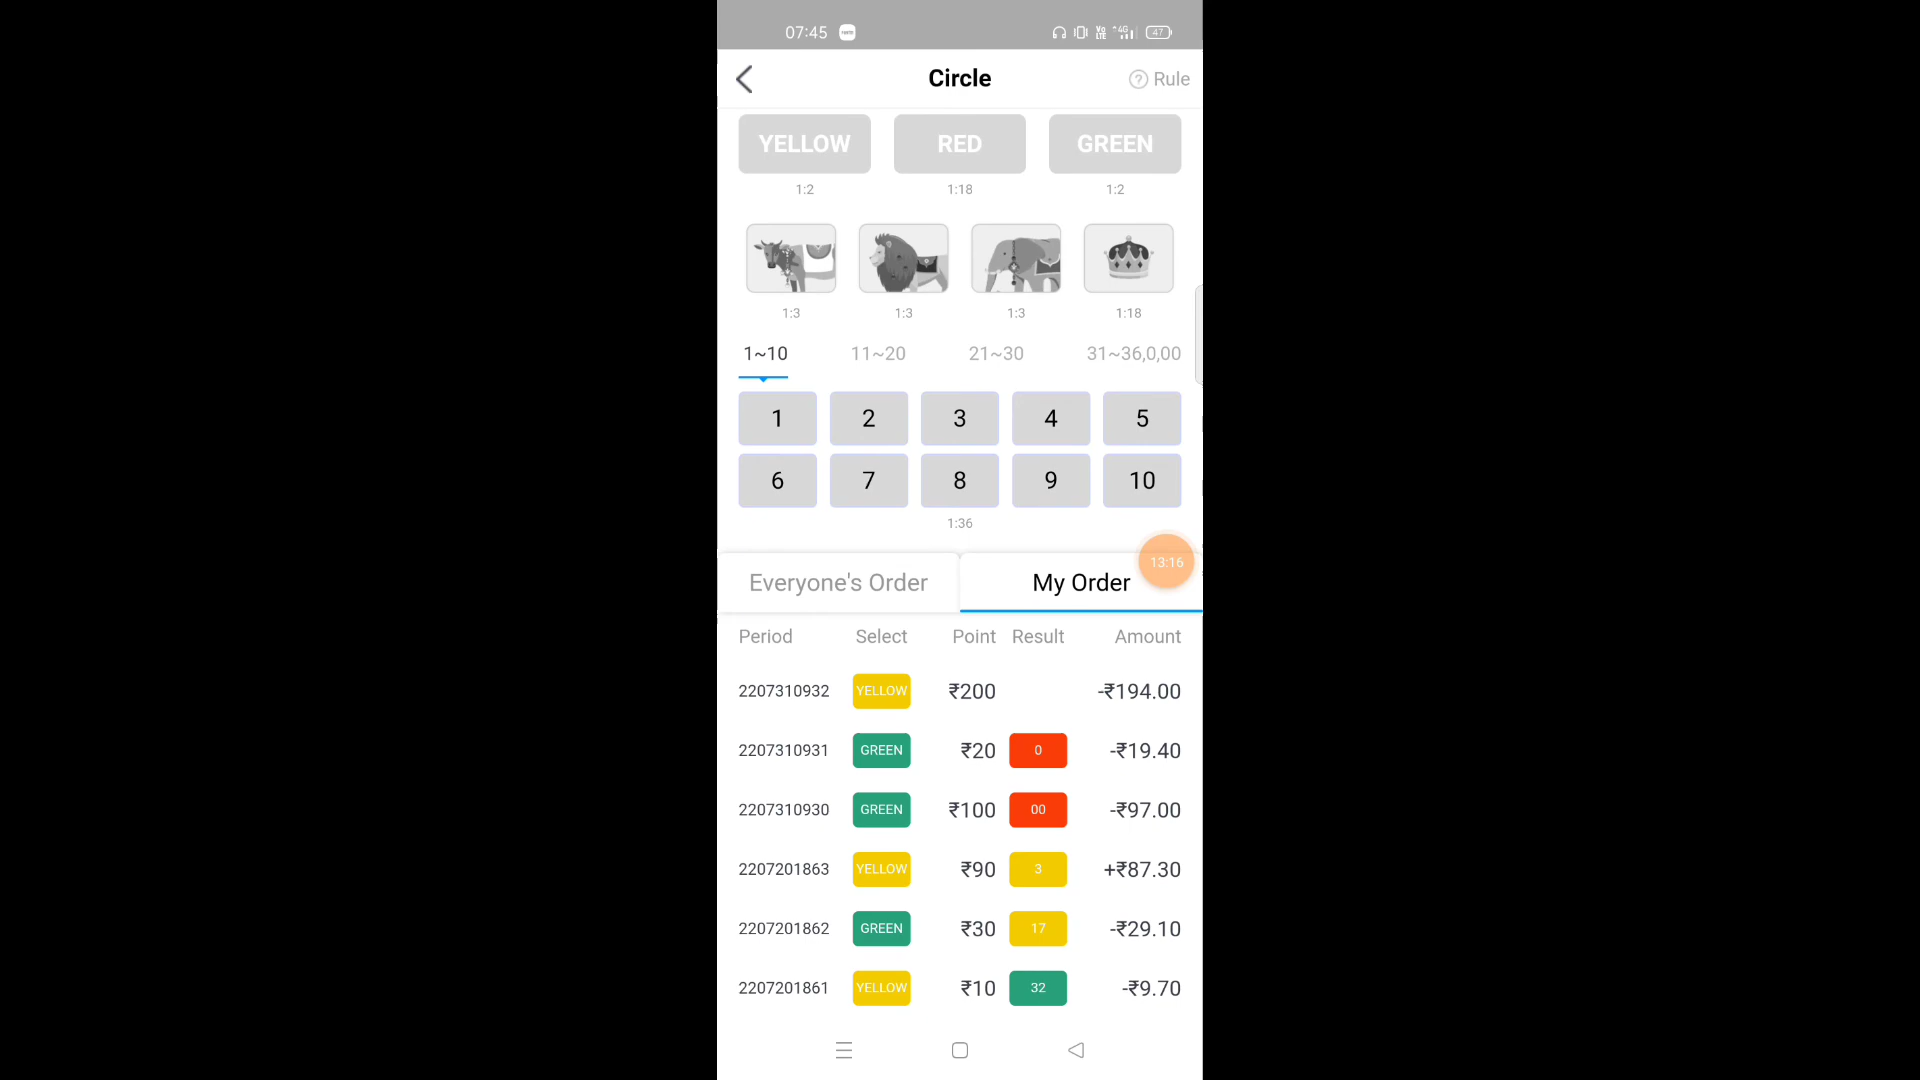 07:45
VO LTE 4G 47
Circle
? Rule
YELLOW RED GREEN
1:2 1:18 1:2
1:3 1:3 1:3 1:18
1~10 11~20 21~30 31~36,0,00
1 2 3 4 5
6 7 8 9 10
1:36
13:16
Everyone's Order My Order
Period Select Point Result Amount
2207310932 YELLOW ₹200 -₹194.00
2207310931 GREEN ₹20 0 -₹19.40
2207310930 GREEN ₹100 00 -₹97.00
2207201863 YELLOW ₹90 3 +₹87.30
2207201862 GREEN ₹30 17 -₹29.10
2207201861 YELLOW ₹10 32 -₹9.70